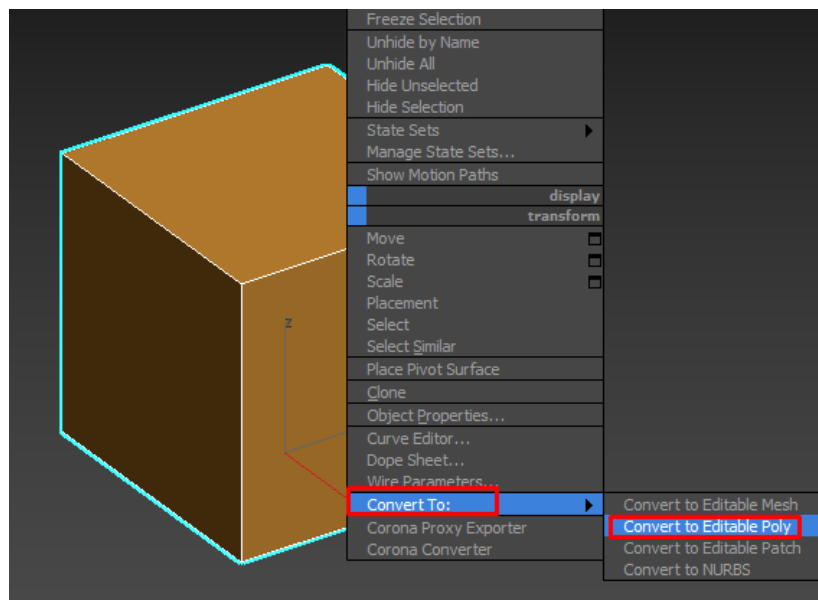 Freeze Selection
Unhide by Name
Unhide All
Hide Unselected
Hide Selection
State Sets
Manage State Sets...
Show Motion Paths
display
transform
Move
Rotate
Scale
Placement
Select
Select Similar
Place Pivot Surface
Clone
Object Properties...
Curve Editor...
Dope Sheet...
Wire Parameters...
Convert To:
Corona Proxy Exporter
Corona Converter
Convert to Editable Mesh
Convert to Editable Poly
Convert to Editable Patch
Convert to NURBS
z